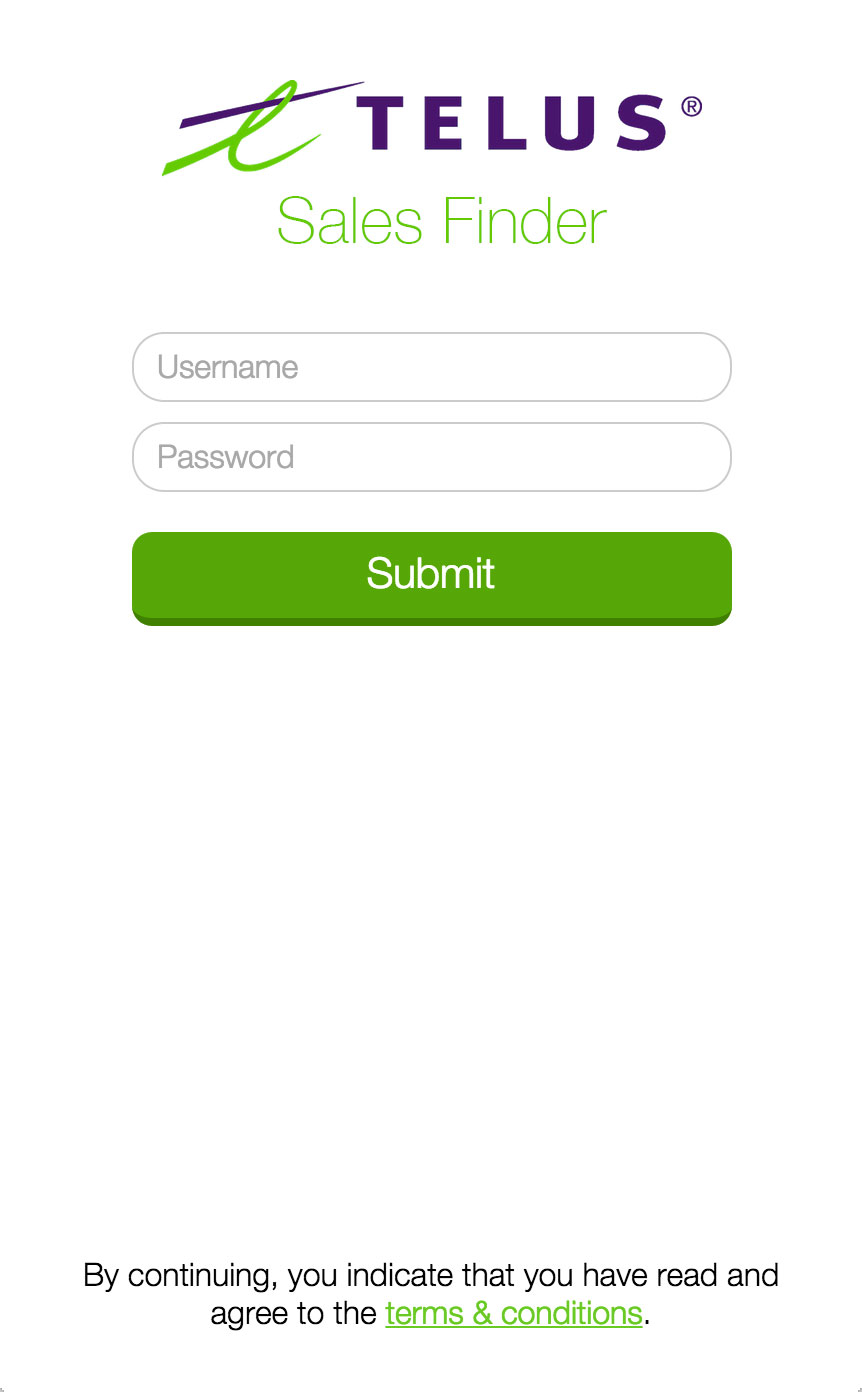 TELUS®
Sales Finder
Username
Password
Submit
By continuing, you indicate that you have read and
agree to the terms & conditions.